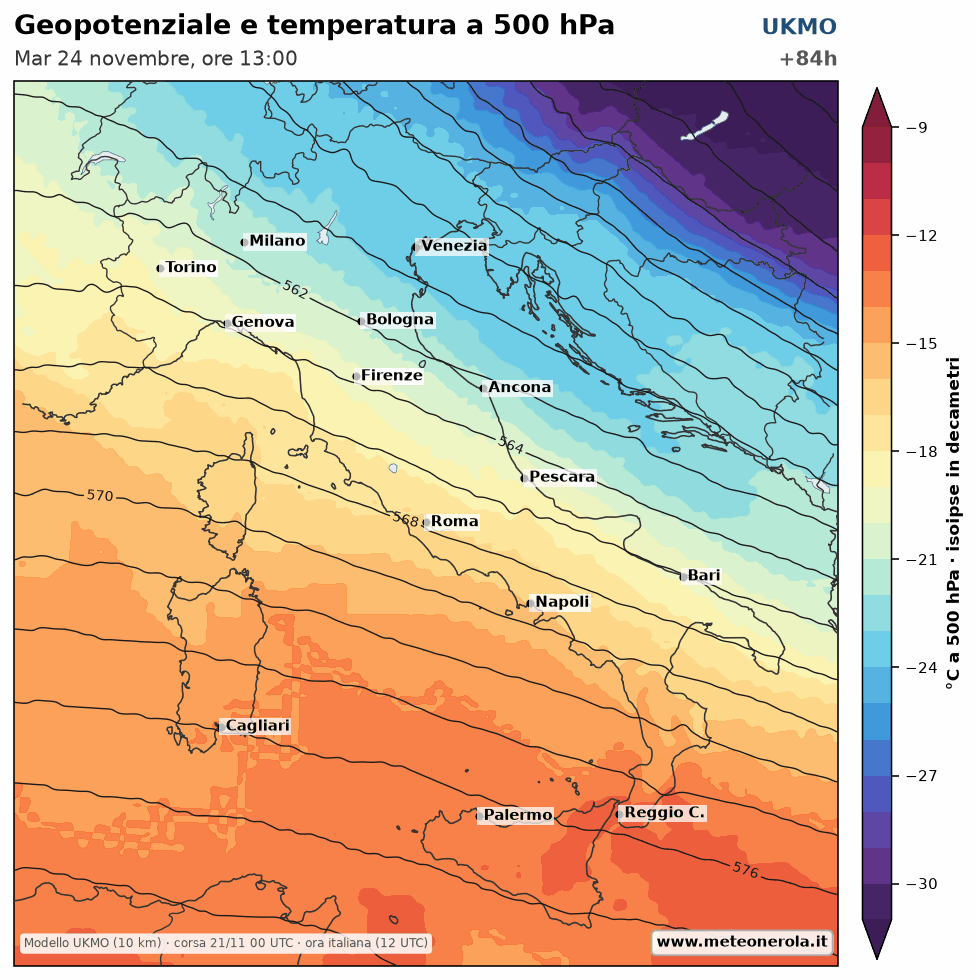 Geopotenziale e temperatura a 500 hPa
UKMO
Mar 24 novembre, ore 13:00
+84h
Milano
Venezia
Torino
562
Genova
Bologna
Firenze
Ancona
564
Pescara
570
568
Roma
Bari
Napoli
Cagliari
Palermo
Reggio C.
576
Modello UKMO (10 km) · corsa 21/11 00 UTC · ora italiana (12 UTC)
www.meteonerola.it
−9
−12
−15
−18
−21
−24
−27
−30
°C a 500 hPa · isoipse in decametri